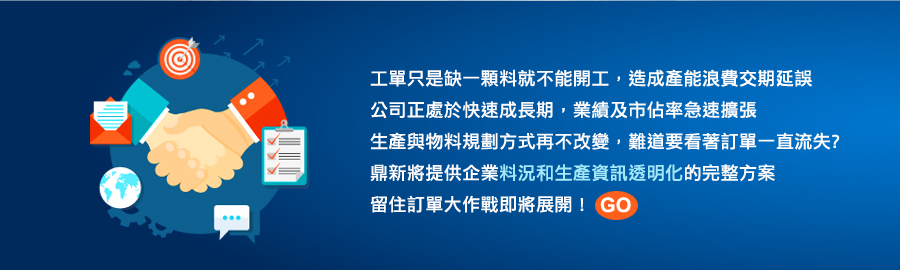 工單只是缺一顆料就不能開工，造成產能浪費交期延誤
公司正處於快速成長期，業績及市佔率急速擴張
生產與物料規劃方式再不改變，難道要看著訂單一直流失?
鼎新將提供企業料況和生產資訊透明化的完整方案
留住訂單大作戰即將展開！ GO